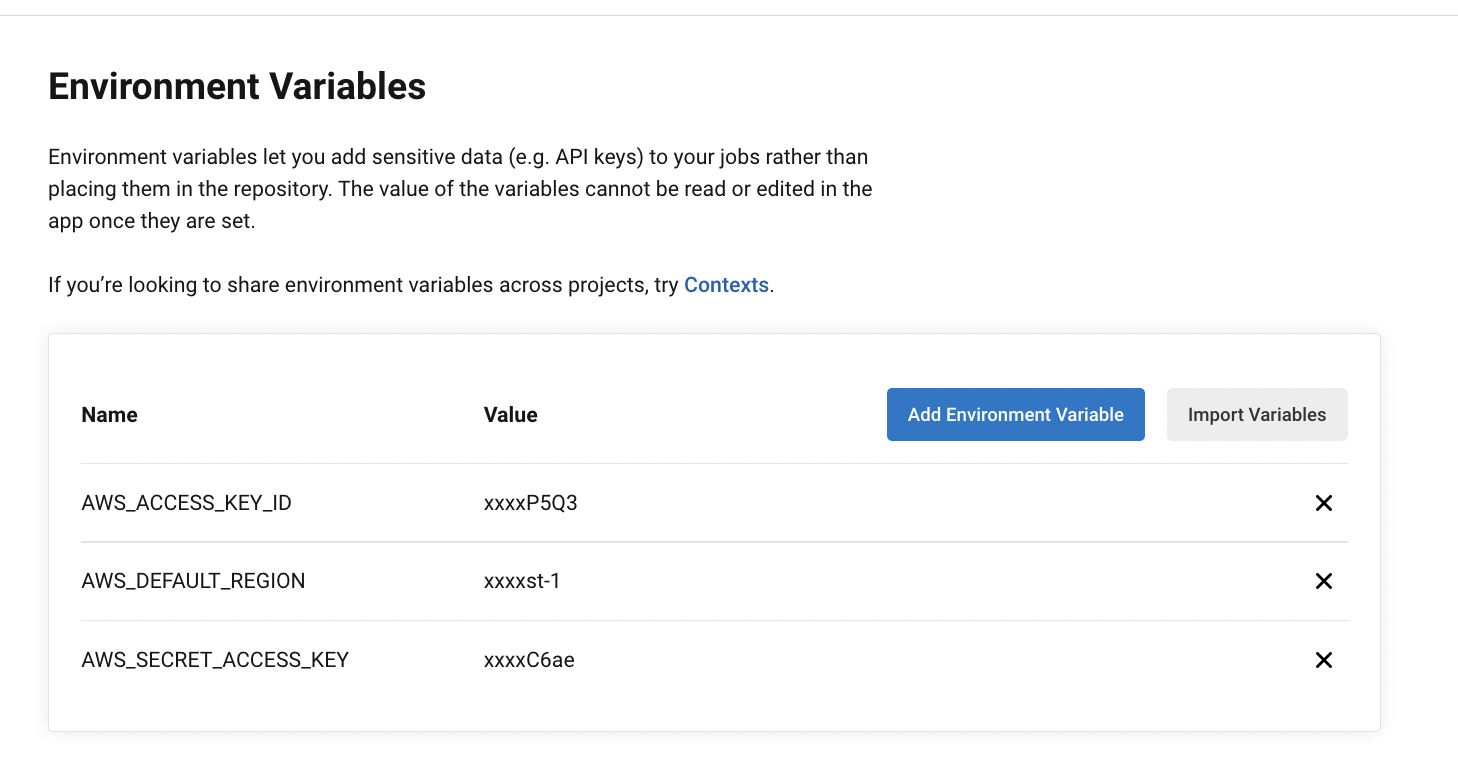 Environment Variables
Environment variables let you add sensitive data (e.g. API keys) to your jobs rather than
placing them in the repository. The value of the variables cannot be read or edited in the
app once they are set.
If you’re looking to share environment variables across projects, try Contexts.
Name Value Add Environment Variable Import Variables
AWS_ACCESS_KEY_ID xxxxP5Q3
AWS_DEFAULT_REGION xxxxst-1
AWS_SECRET_ACCESS_KEY xxxxC6ae